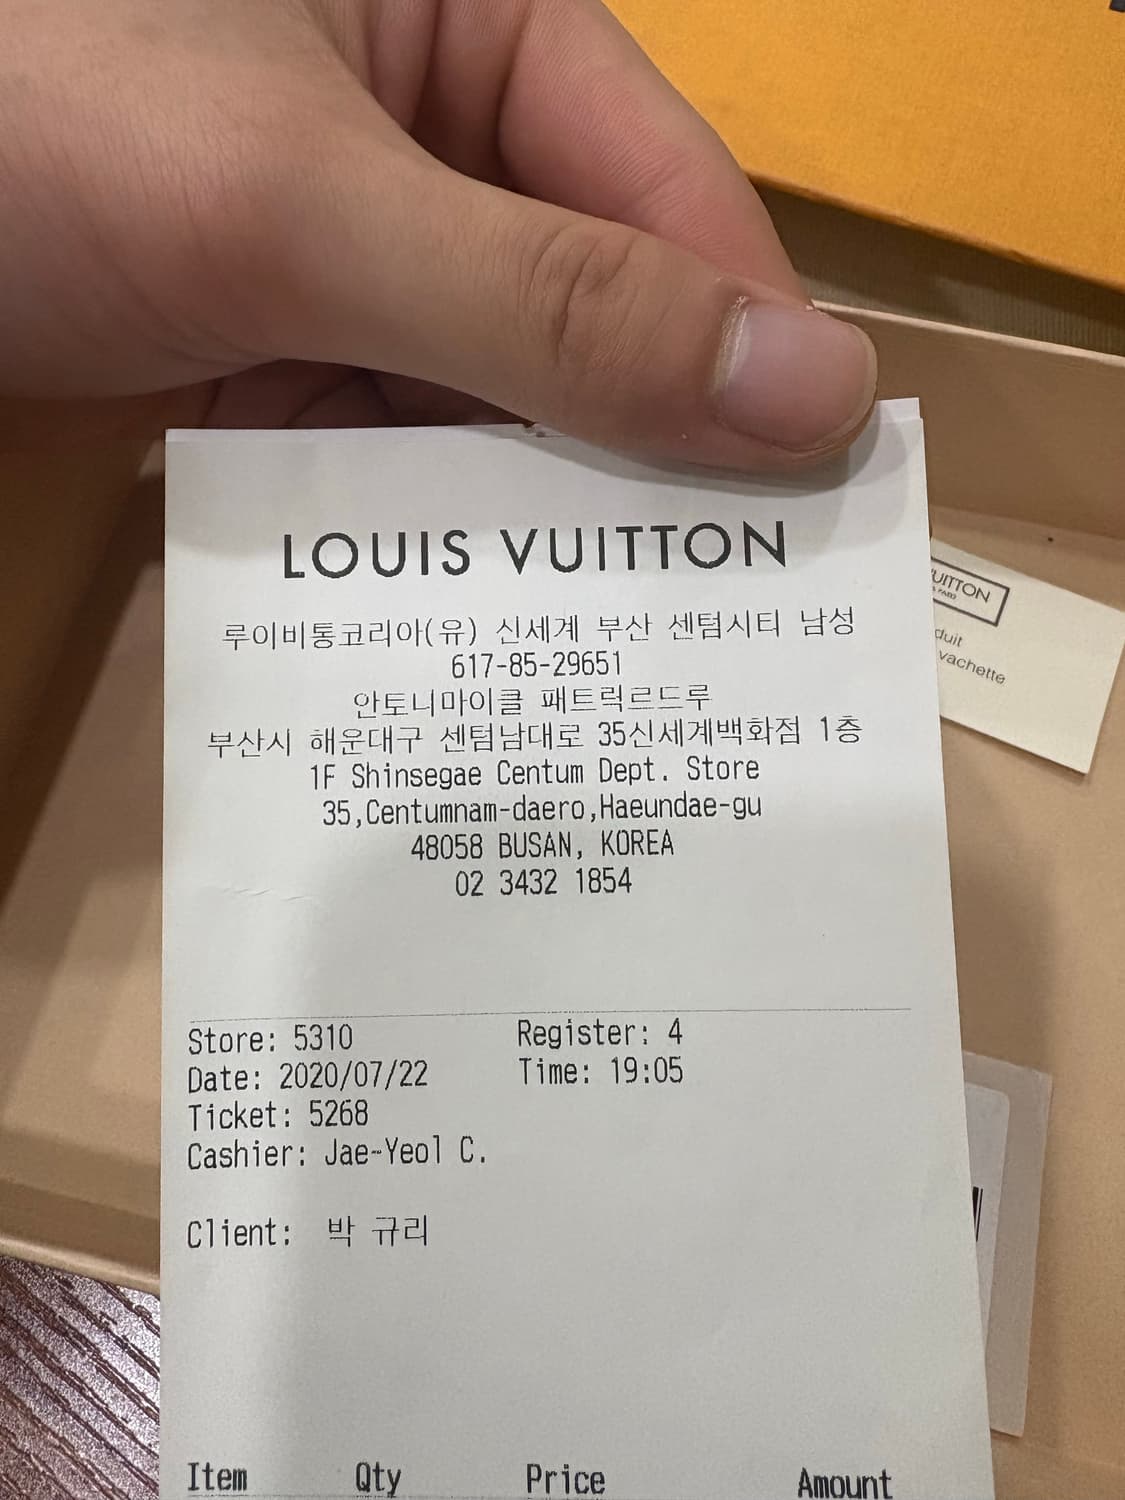 LOUIS VUITTON
루이비통코리아(유) 신세계 부산 센텀시티 남성
617-85-29651
안토니마이클 패트릭르드루
부산시 해운대구 센텀남대로 35신세계백화점 1층
1F Shinsegae Centum Dept. Store
35,Centumnam-daero,Haeundae-gu
48058 BUSAN, KOREA
02 3432 1854
Store: 5310 Register: 4
Date: 2020/07/22 Time: 19:05
Ticket: 5268
Cashier: Jae-Yeol C.
Client: 박 규리
Item Qty Price Amount
VUITTON
duit
vachette